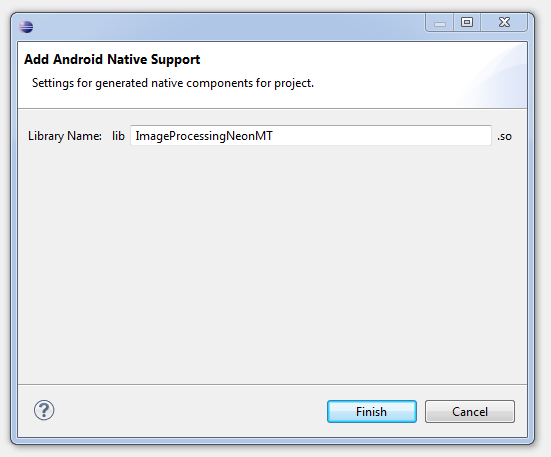 Add Android Native Support
Settings for generated native components for project.
Library Name: lib ImageProcessingNeonMT .so
? Finish Cancel